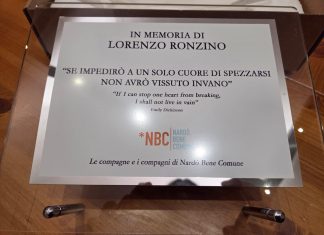 IN MEMORIA DI
LORENZO RONZINO
"SE IMPEDIRÒ A UN SOLO CUORE DI SPEZZARSI
NON AVRÒ VISSUTO INVANO"
"If I can stop one heart from breaking,
I shall not live in vain"
Emily Dickinson
*NBC
NARDÒ
BENE
COMUNE
Le compagne e i compagni di Nardò Bene Comune